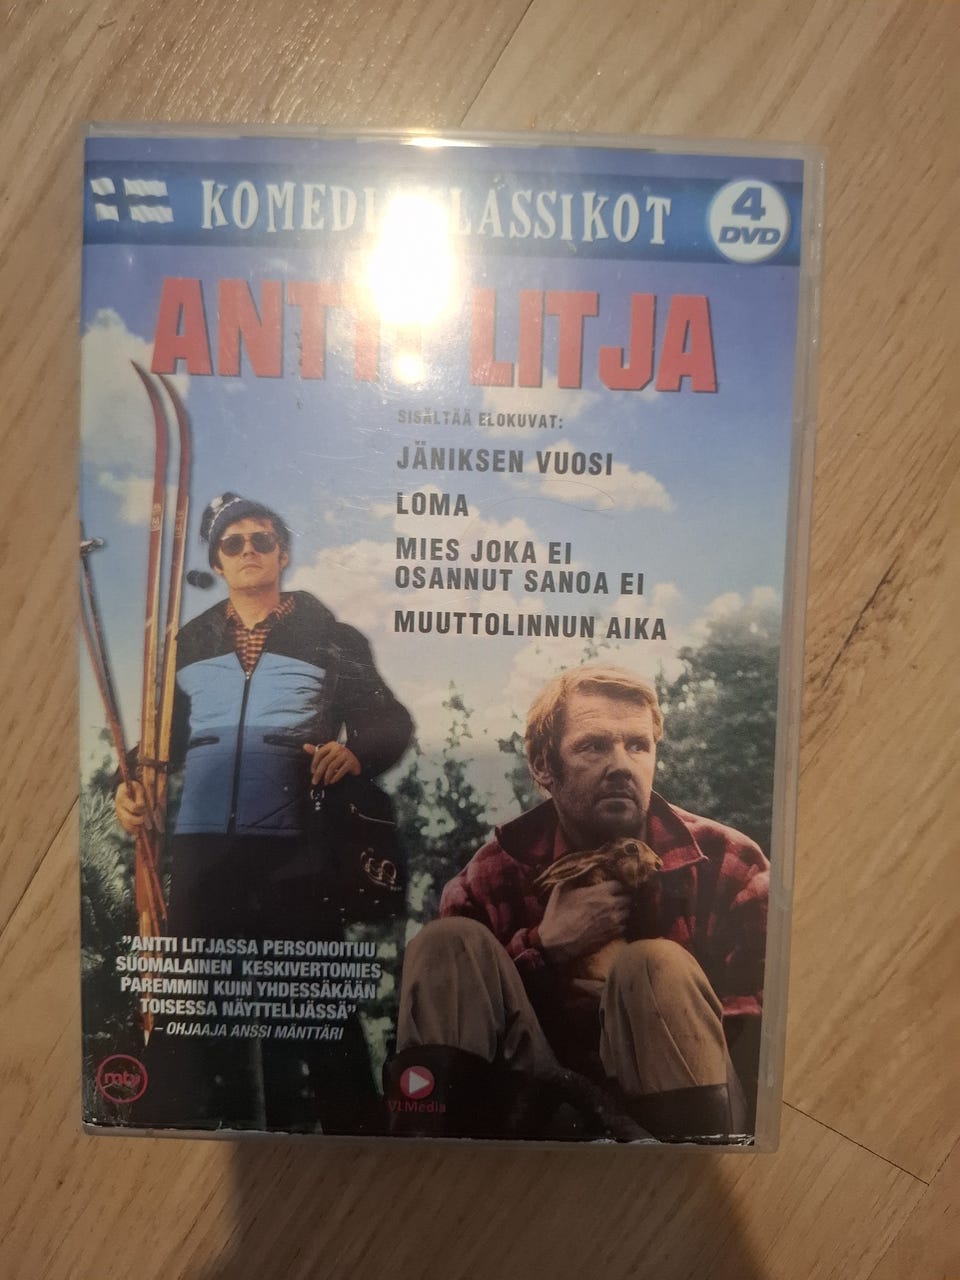 KOMEDIAKLASSIKOT
4
DVD
ANTTI LITJA
SISÄLTÄÄ ELOKUVAT:
JÄNIKSEN VUOSI
LOMA
MIES JOKA EI
OSANNUT SANOA EI
MUUTTOLINNUN AIKA
"ANTTI LITJASSA PERSONOITUU
SUOMALAINEN KESKIVERTOMIES
PAREMMIN KUIN YHDESSÄKÄÄN
TOISESSA NÄYTTELIJÄSSÄ"
– OHJAAJA ANSSI MÄNTTÄRI
mtv
VLMedia